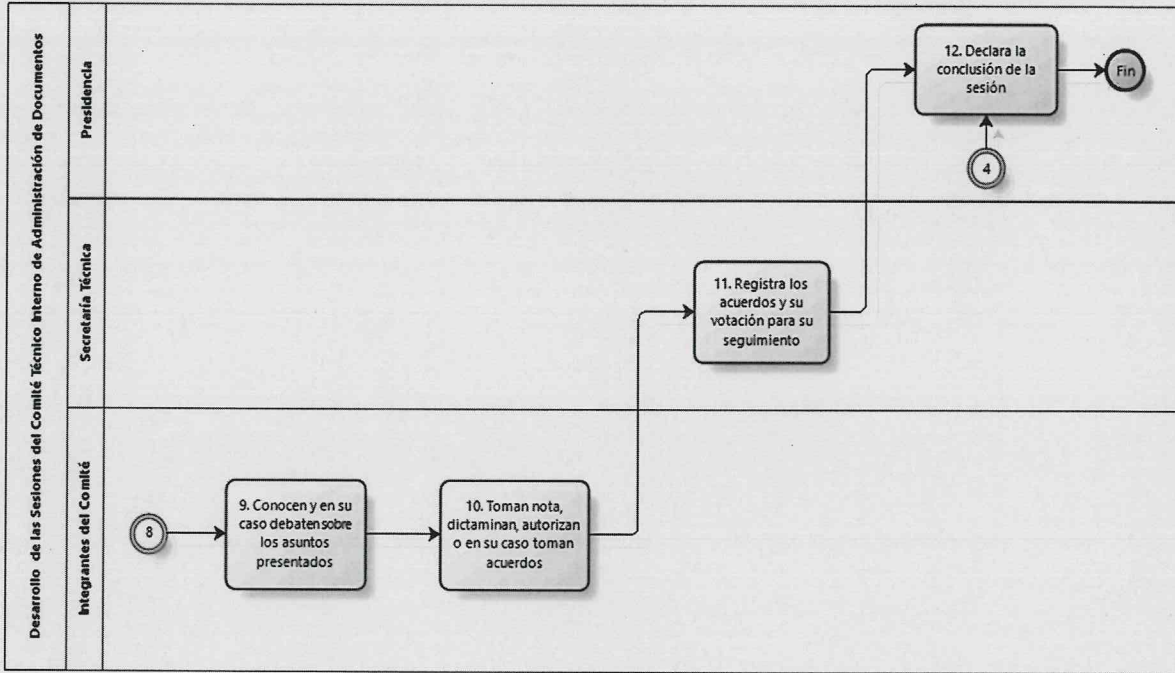 Desarrollo de las Sesiones del Comité Técnico Interno de Administración de Documentos
Presidencia
12. Declara la
conclusión de la
sesión
Fin
4
Secretaría Técnica
11. Registra los
acuerdos y su
votación para su
seguimiento
Integrantes del Comité
8
9. Conocen y en su
caso debaten sobre
los asuntos
presentados
10. Toman nota,
dictaminan, autorizan
o en su caso toman
acuerdos